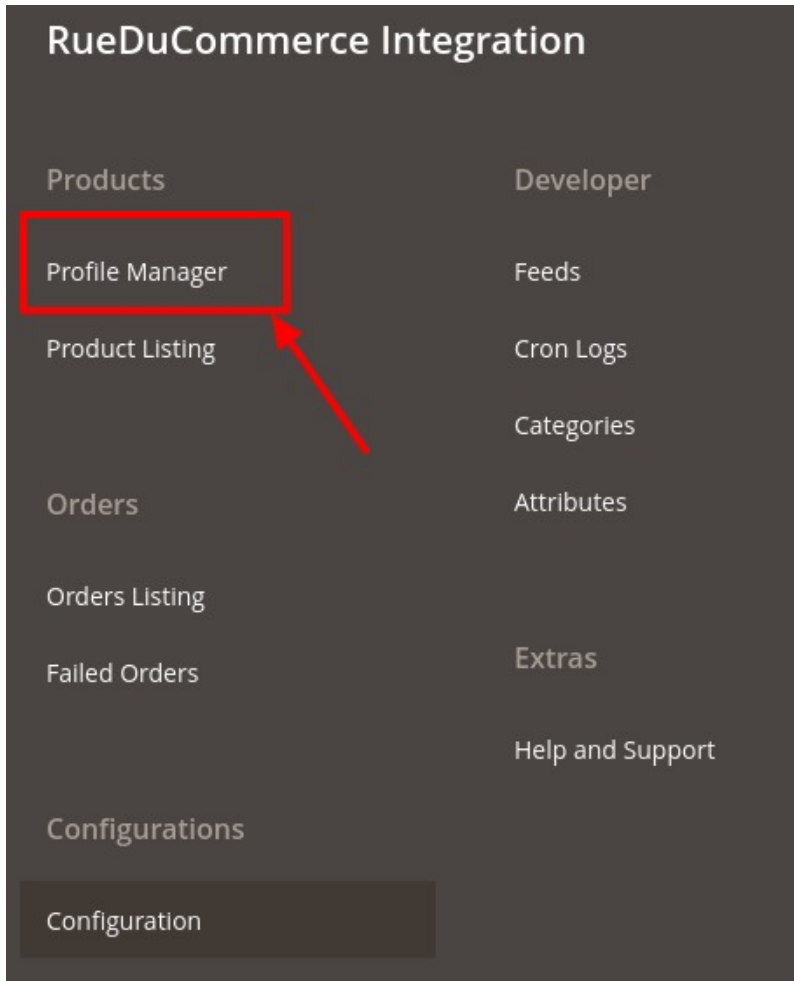 RueDuCommerce Integration
Products
Profile Manager
Product Listing
Orders
Orders Listing
Failed Orders
Configurations
Configuration
Developer
Feeds
Cron Logs
Categories
Attributes
Extras
Help and Support